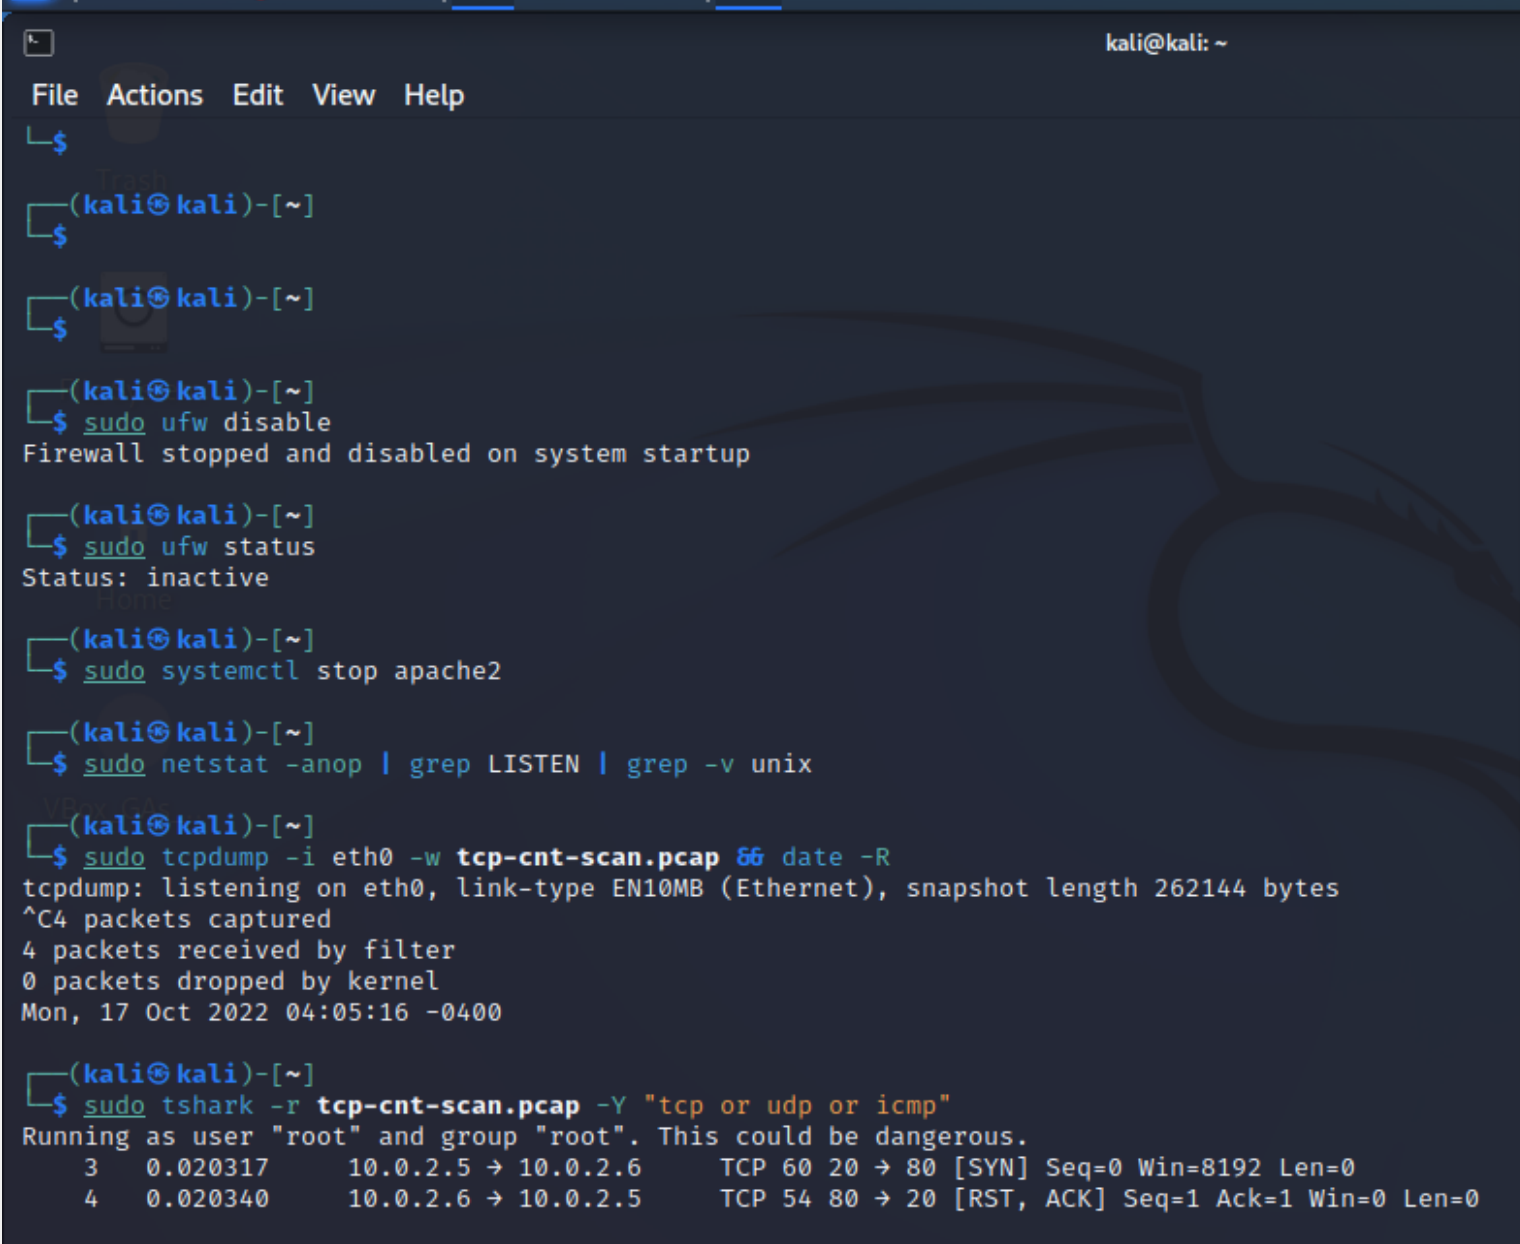 kali@kali: ~
File Actions Edit View Help
└─$
Trash
┌──(kali㉿kali)-[~]
└─$
┌──(kali㉿kali)-[~]
└─$
┌──(kali㉿kali)-[~]
└─$ sudo ufw disable
Firewall stopped and disabled on system startup
┌──(kali㉿kali)-[~]
└─$ sudo ufw status
Status: inactive
Home
┌──(kali㉿kali)-[~]
└─$ sudo systemctl stop apache2
┌──(kali㉿kali)-[~]
└─$ sudo netstat -anop | grep LISTEN | grep -v unix
VBox_GAs_
┌──(kali㉿kali)-[~]
└─$ sudo tcpdump -i eth0 -w tcp-cnt-scan.pcap && date -R
tcpdump: listening on eth0, link-type EN10MB (Ethernet), snapshot length 262144 bytes
^C4 packets captured
4 packets received by filter
0 packets dropped by kernel
Mon, 17 Oct 2022 04:05:16 -0400
┌──(kali㉿kali)-[~]
└─$ sudo tshark -r tcp-cnt-scan.pcap -Y "tcp or udp or icmp"
Running as user "root" and group "root". This could be dangerous.
    3   0.020317     10.0.2.5 → 10.0.2.6     TCP 60 20 → 80 [SYN] Seq=0 Win=8192 Len=0
    4   0.020340     10.0.2.6 → 10.0.2.5     TCP 54 80 → 20 [RST, ACK] Seq=1 Ack=1 Win=0 Len=0